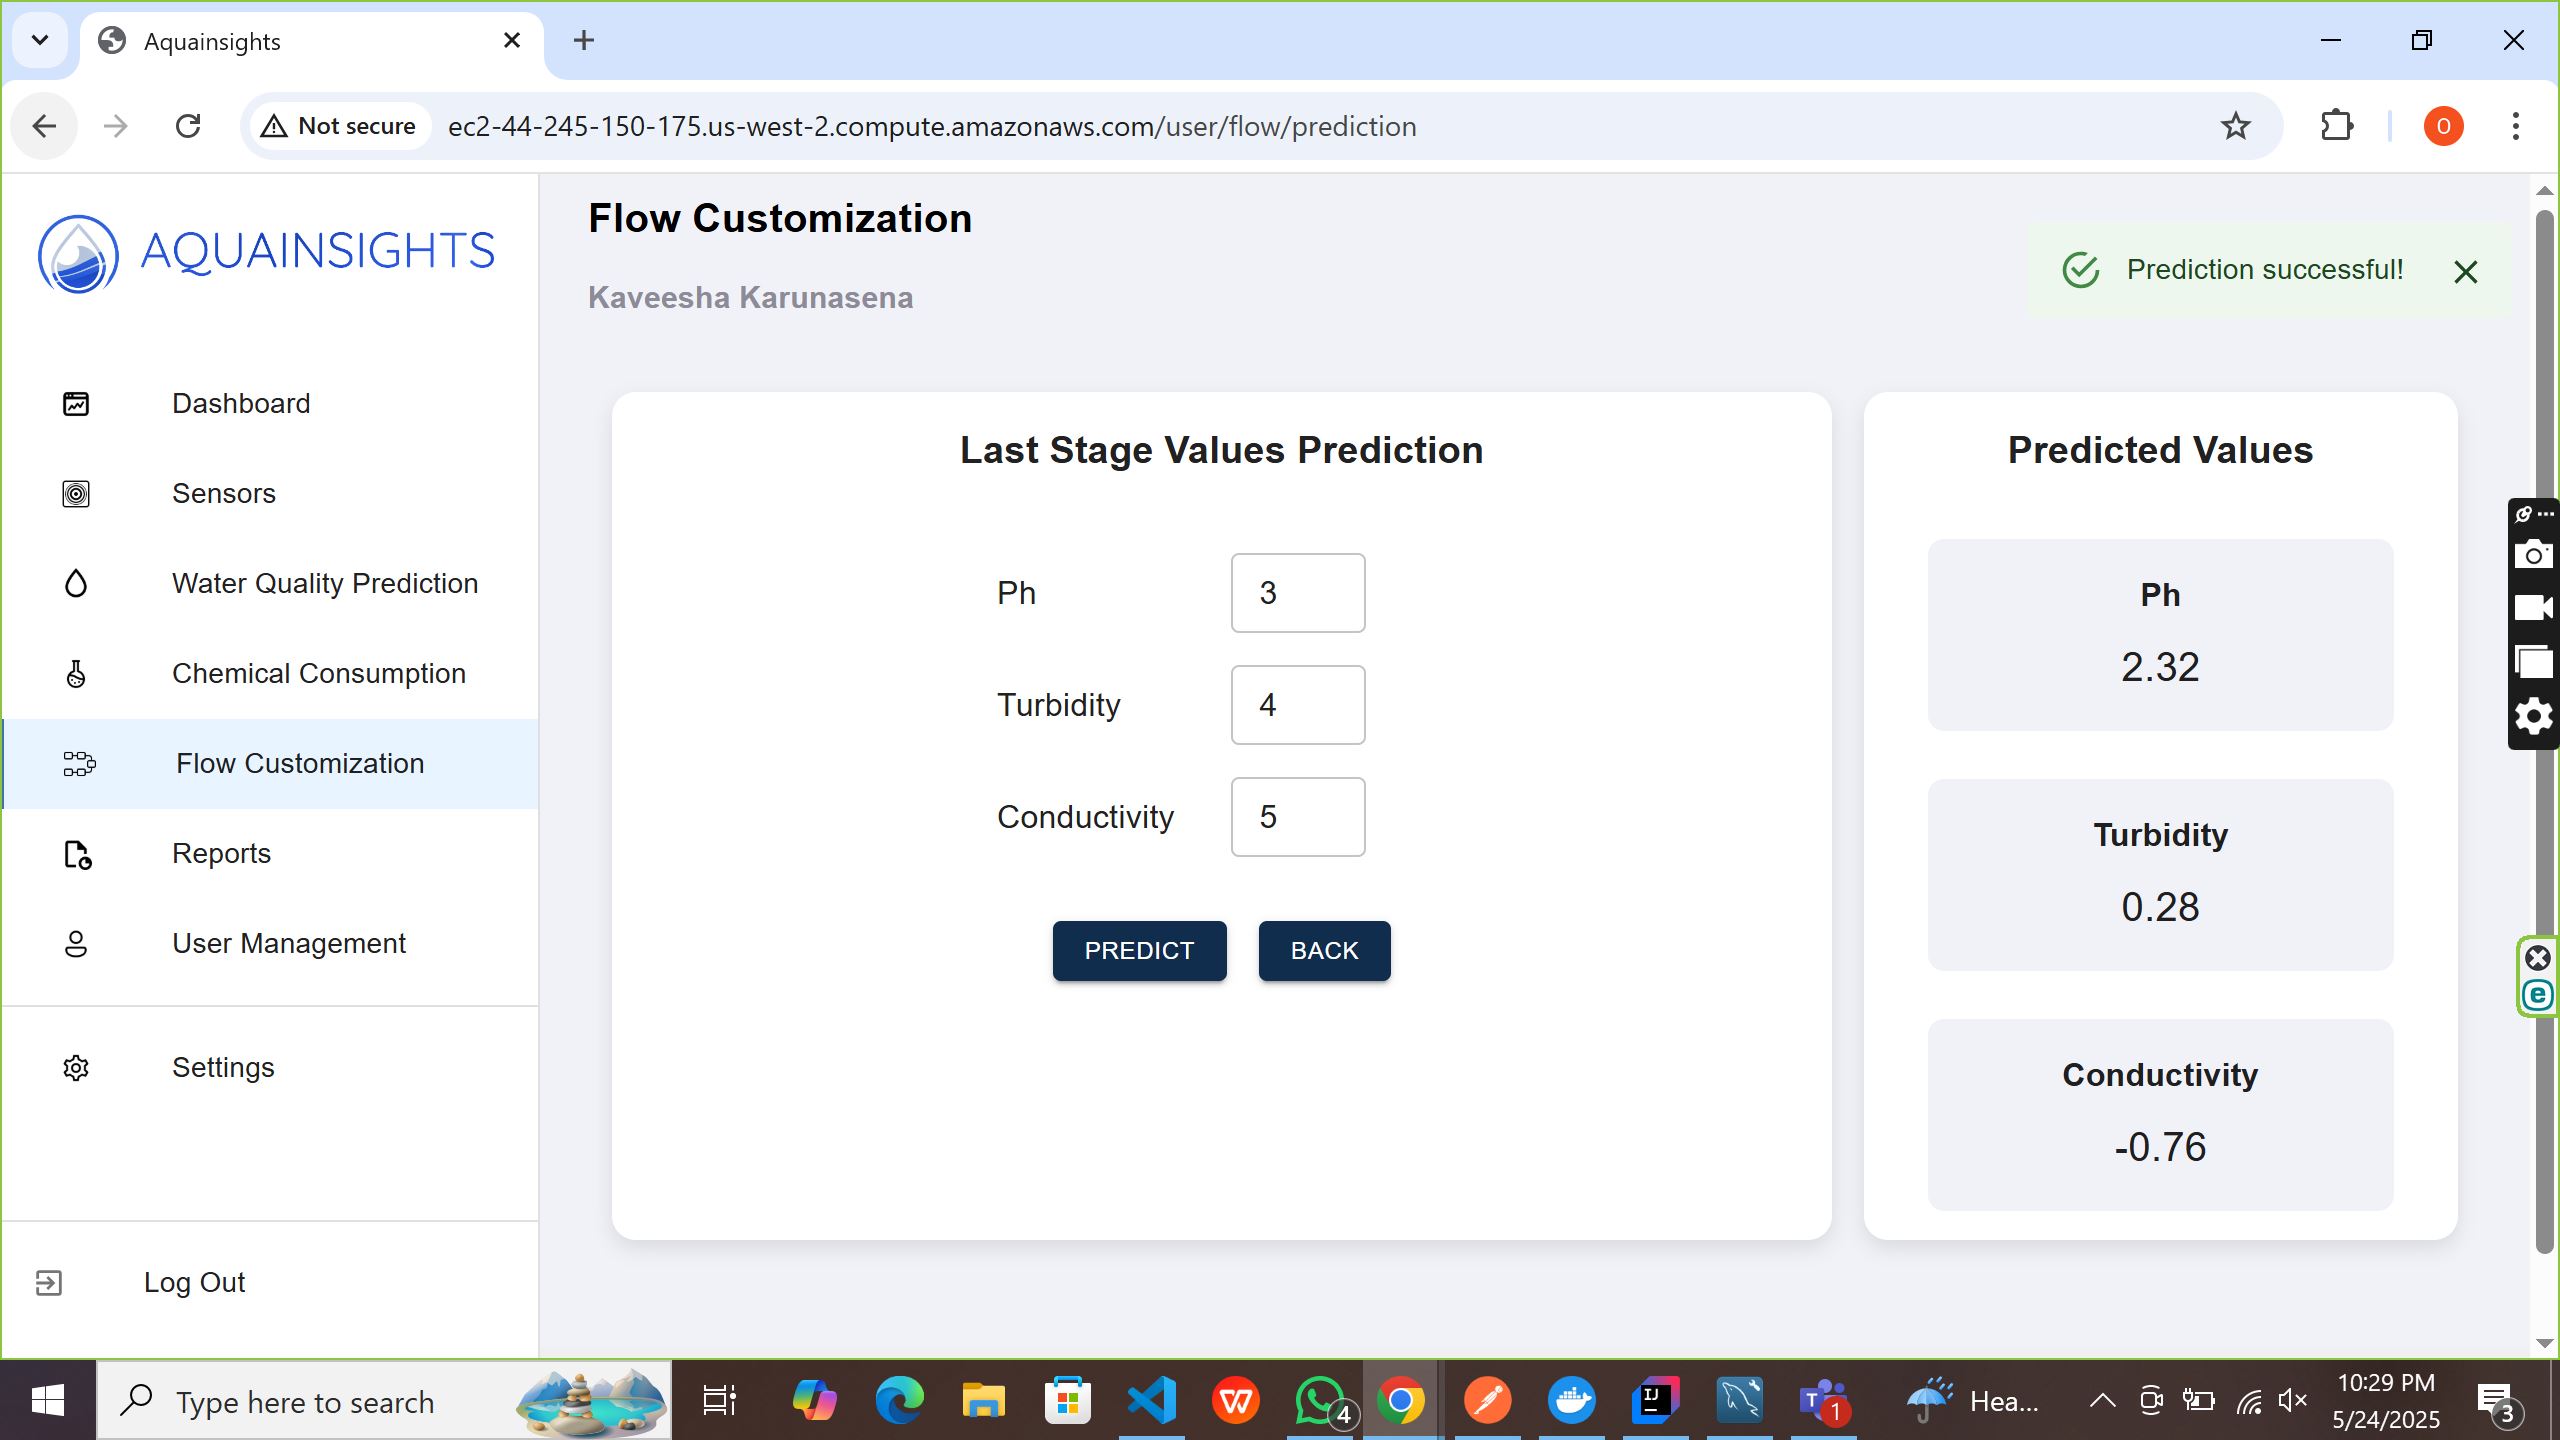 Aquainsights
Not secure
ec2-44-245-150-175.us-west-2.compute.amazonaws.com/user/flow/prediction
O
AQUAINSIGHTS
Dashboard
Sensors
Water Quality Prediction
Chemical Consumption
Flow Customization
Reports
User Management
Settings
Log Out
Flow Customization
Kaveesha Karunasena
Prediction successful!
Last Stage Values Prediction
Ph 3
Turbidity 4
Conductivity 5
PREDICT BACK
Predicted Values
Ph
2.32
Turbidity
0.28
Conductivity
-0.76
e
Type here to search
W
4
IJ
T
1
Hea...
10:29 PM
5/24/2025
3